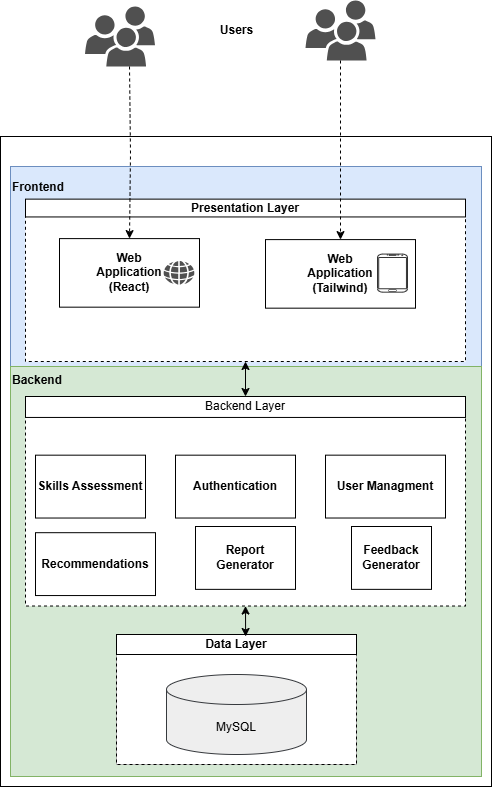 Users
Frontend
Presentation Layer
Web
Application
(React)
Web
Application
(Tailwind)
Backend
Backend Layer
Skills Assessment
Authentication
User Managment
Recommendations
Report
Generator
Feedback
Generator
Data Layer
MySQL